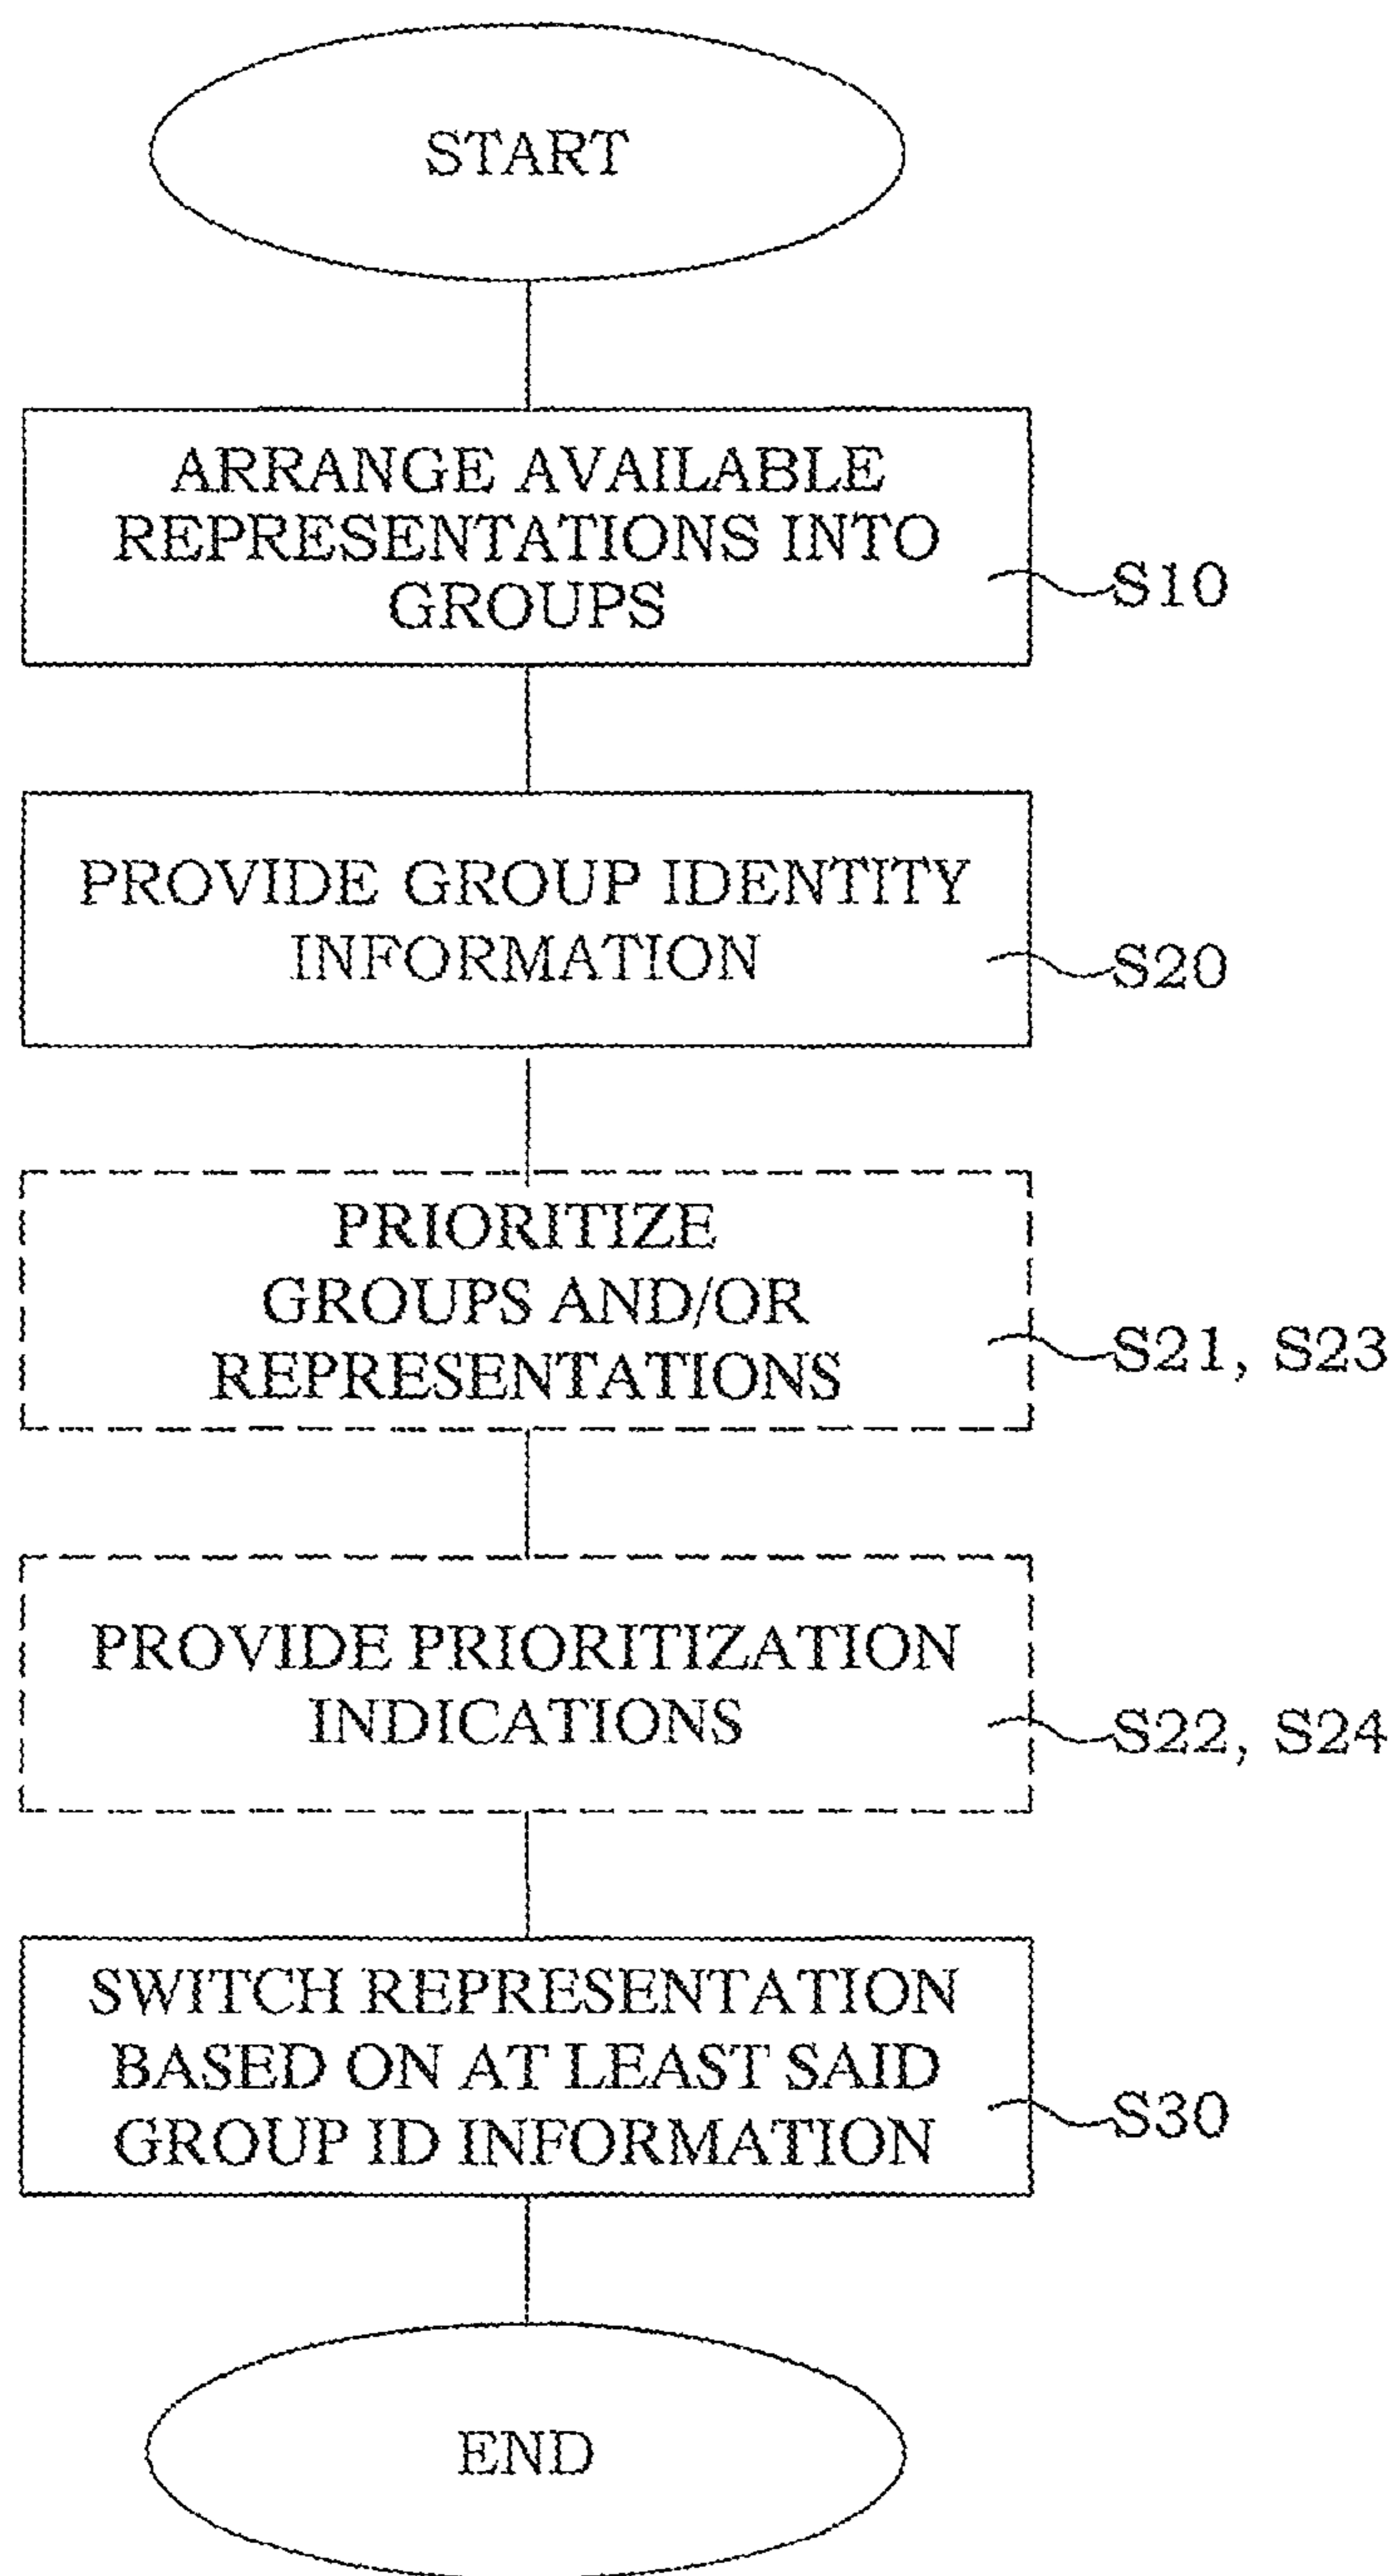 START
ARRANGE AVAILABLE
REPRESENTATIONS INTO
GROUPS
S10
PROVIDE GROUP IDENTITY
INFORMATION
S20
PRIORITIZE
GROUPS AND/OR
REPRESENTATIONS
S21, S23
PROVIDE PRIORITIZATION
INDICATIONS
S22, S24
SWITCH REPRESENTATION
BASED ON AT LEAST SAID
GROUP ID INFORMATION
S30
END